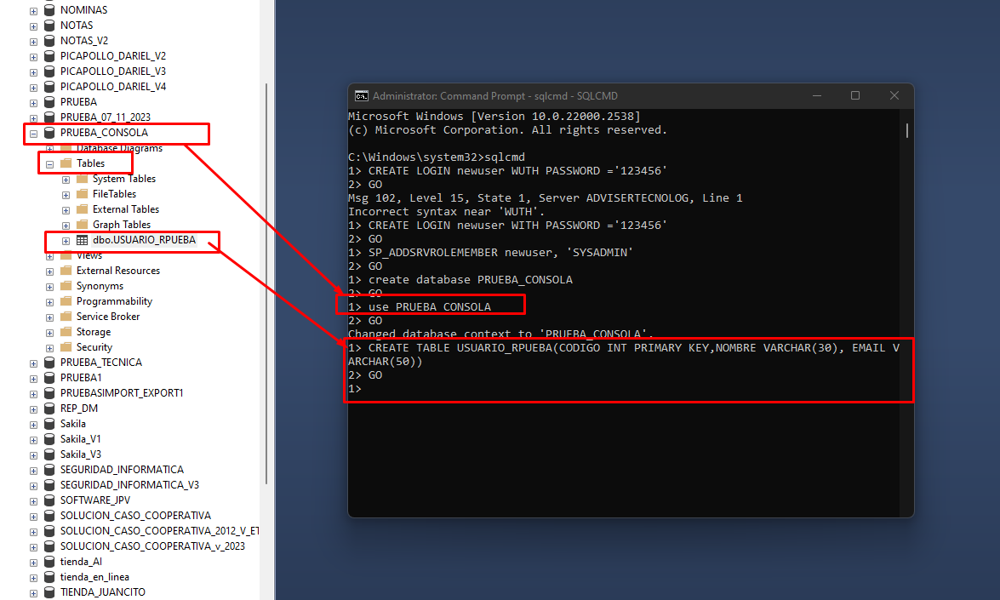 NOMINAS
NOTAS
NOTAS_V2
PICAPOLLO_DARIEL_V2
PICAPOLLO_DARIEL_V3
PICAPOLLO_DARIEL_V4
PRUEBA
PRUEBA_07_11_2023
PRUEBA_CONSOLA
Database Diagrams
Tables
System Tables
FileTables
External Tables
Graph Tables
dbo.USUARIO_RPUEBA
Views
External Resources
Synonyms
Programmability
Service Broker
Storage
Security
PRUEBA_TECNICA
PRUEBA1
PRUEBASIMPORT_EXPORT1
REP_DM
Sakila
Sakila_V1
Sakila_V3
SEGURIDAD_INFORMATICA
SEGURIDAD_INFORMATICA_V3
SOFTWARE_JPV
SOLUCION_CASO_COOPERATIVA
SOLUCION_CASO_COOPERATIVA_2012_V_ET
SOLUCION_CASO_COOPERATIVA_v_2023
tienda_AI
tienda_en_linea
TIENDA_JUANCITO
Administrator: Command Prompt - sqlcmd - SQLCMD
Microsoft Windows [Version 10.0.22000.2538]
(c) Microsoft Corporation. All rights reserved.
C:\Windows\system32>sqlcmd
1> CREATE LOGIN newuser WUTH PASSWORD ='123456'
2> GO
Msg 102, Level 15, State 1, Server ADVISERTECNOLOG, Line 1
Incorrect syntax near 'WUTH'.
1> CREATE LOGIN newuser WITH PASSWORD ='123456'
2> GO
1> SP_ADDSRVROLEMEMBER newuser, 'SYSADMIN'
2> GO
1> create database PRUEBA_CONSOLA
2> GO
1> use PRUEBA_CONSOLA
2> GO
Changed database context to 'PRUEBA_CONSOLA'.
1> CREATE TABLE USUARIO_RPUEBA(CODIGO INT PRIMARY KEY,NOMBRE VARCHAR(30), EMAIL V
ARCHAR(50))
2> GO
1>